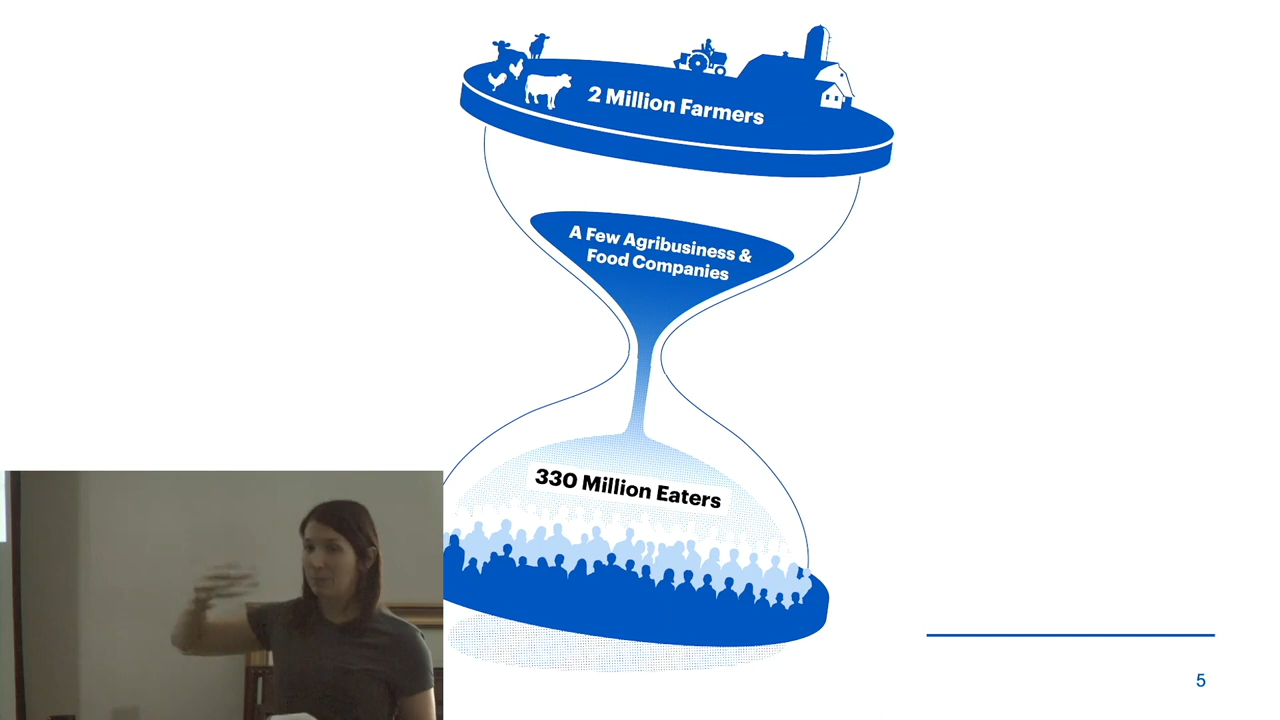 2 Million Farmers
A Few Agribusiness &
Food Companies
330 Million Eaters
5